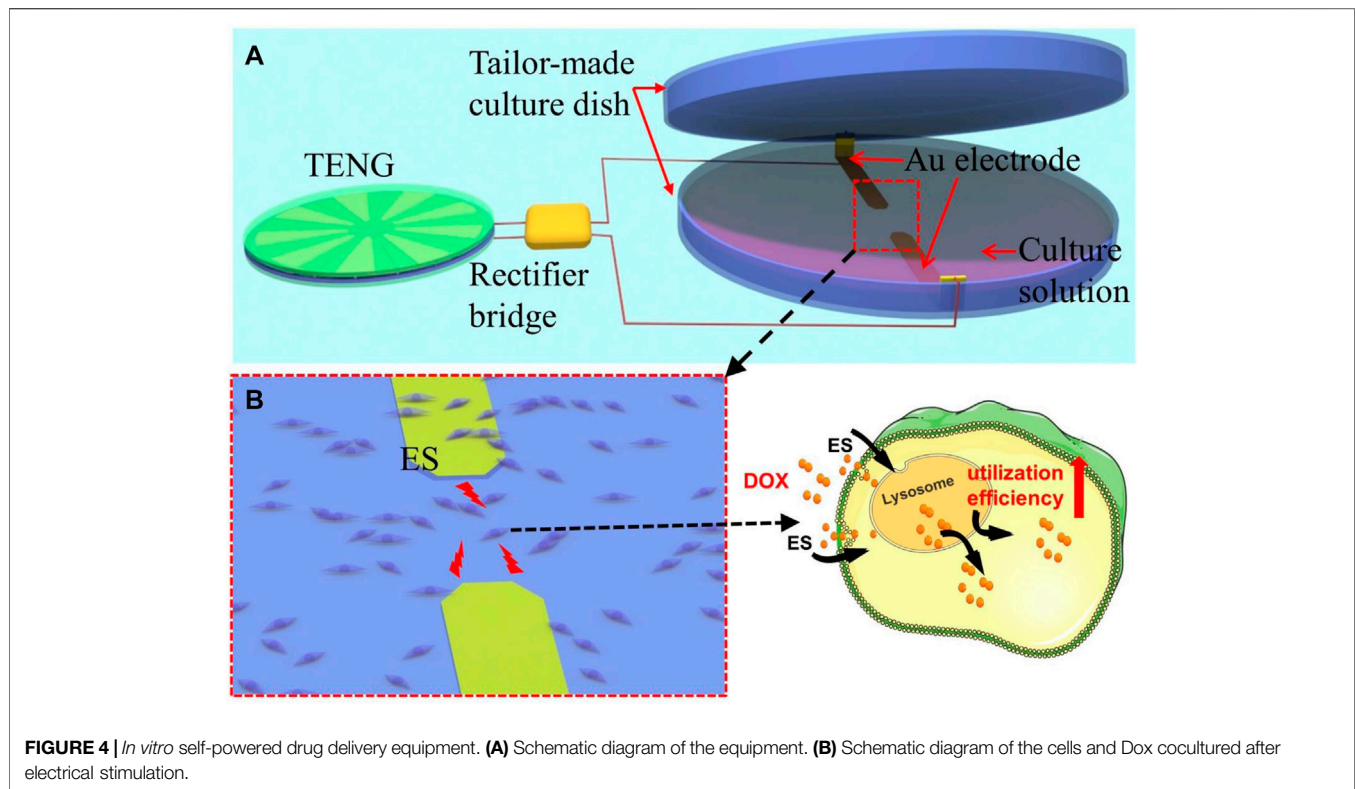 A
Tailor-made
culture dish
TENG
Au electrode
Rectifier
bridge
Culture
solution
B
ES
ES
DOX
Lysosome
utilization
efficiency
ES
FIGURE 4 | In vitro self-powered drug delivery equipment. (A) Schematic diagram of the equipment. (B) Schematic diagram of the cells and Dox cocultured after
electrical stimulation.